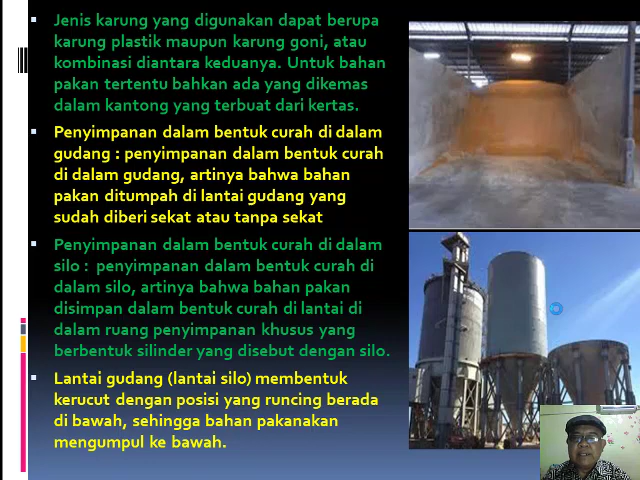 Jenis karung yang digunakan dapat berupa
karung plastik maupun karung goni, atau
kombinasi diantara keduanya. Untuk bahan
pakan tertentu bahkan ada yang dikemas
dalam kantong yang terbuat dari kertas.
Penyimpanan dalam bentuk curah di dalam
gudang : penyimpanan dalam bentuk curah
di dalam gudang, artinya bahwa bahan
pakan ditumpah di lantai gudang yang
sudah diberi sekat atau tanpa sekat
Penyimpanan dalam bentuk curah di dalam
silo : penyimpanan dalam bentuk curah di
dalam silo, artinya bahwa bahan pakan
disimpan dalam bentuk curah di lantai di
dalam ruang penyimpanan khusus yang
berbentuk silinder yang disebut dengan silo.
Lantai gudang (lantai silo) membentuk
kerucut dengan posisi yang runcing berada
di bawah, sehingga bahan pakanakan
mengumpul ke bawah.